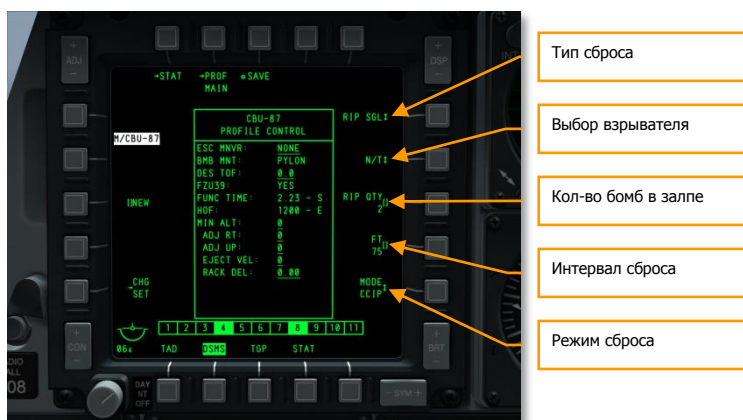 ADJ
DSP
INT
→STAT →PROF ●SAVE
MAIN
CBU-87
PROFILE CONTROL
RIP SGL↕
M/CBU-87
ESC MNVR: NONE
BMB MNT: PYLON
DES TOF: 0.0
FZU39: YES
FUNC TIME: 2.23 - S
HOF: 1200 - E
MIN ALT: 0
ADJ RT: 0
ADJ UP: 0
EJECT VEL: 0
RACK DEL: 0.00
N/T↕
[]NEW
RIP QTY
2[]
FT
75[]
→CHG
SET
MODE
CCIP↕
1 2 3 4 5 6 7 8 9 10 11
TAD DSMS TGP STAT
CON
BRT
DIO
ALL
08
DAY
NT
OFF
- SYM +
Тип сброса
Выбор взрывателя
Кол-во бомб в залпе
Интервал сброса
Режим сброса